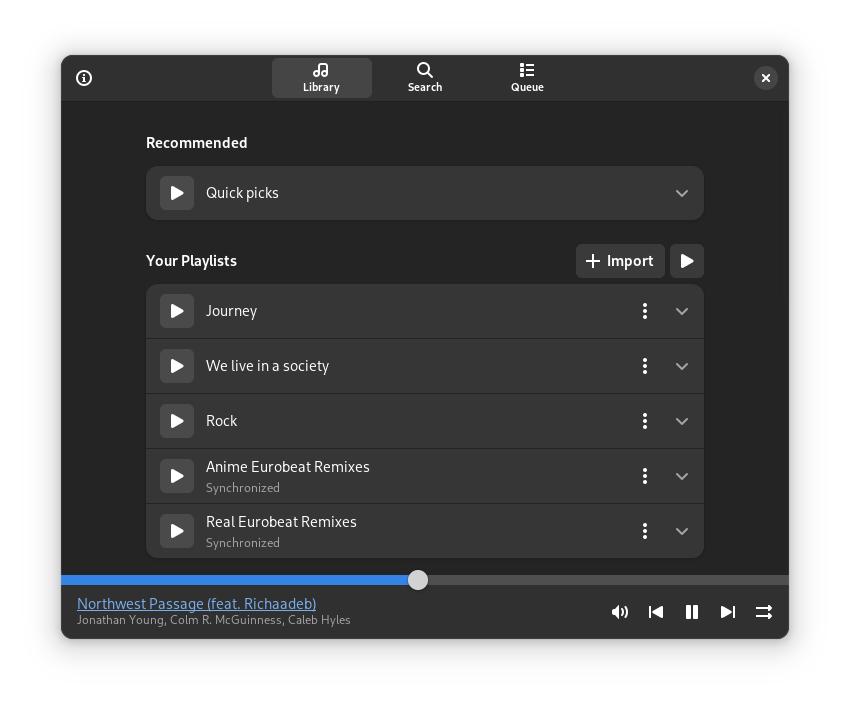 Library
Search
Queue
Recommended
Quick picks
Your Playlists
Import
Journey
We live in a society
Rock
Anime Eurobeat Remixes
Synchronized
Real Eurobeat Remixes
Synchronized
Northwest Passage (feat. Richaadeb)
Jonathan Young, Colm R. McGuinness, Caleb Hyles